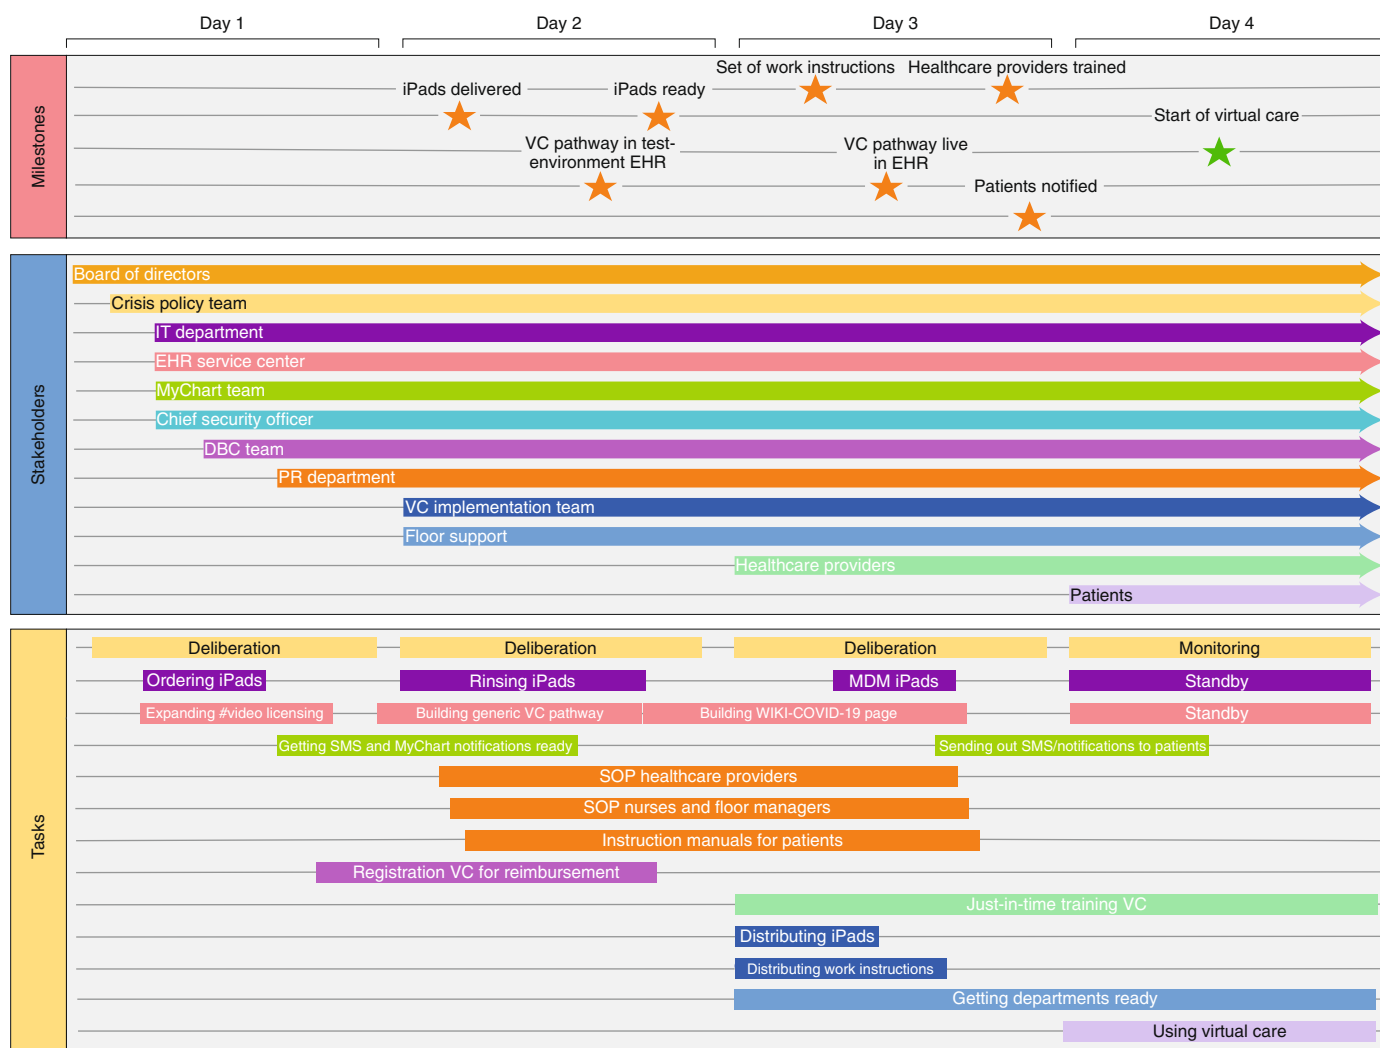 Day 1
Day 2
Day 3
Day 4
Milestones
Set of work instructions
Healthcare providers trained
iPads delivered
iPads ready
Start of virtual care
VC pathway in test-
environment EHR
VC pathway live
in EHR
Patients notified
Stakeholders
Board of directors
Crisis policy team
IT department
EHR service center
MyChart team
Chief security officer
DBC team
PR department
VC implementation team
Floor support
Healthcare providers
Patients
Tasks
Deliberation
Deliberation
Deliberation
Monitoring
Ordering iPads
Rinsing iPads
MDM iPads
Standby
Expanding #video licensing
Building generic VC pathway
Building WIKI-COVID-19 page
Standby
Getting SMS and MyChart notifications ready
Sending out SMS/notifications to patients
SOP healthcare providers
SOP nurses and floor managers
Instruction manuals for patients
Registration VC for reimbursement
Just-in-time training VC
Distributing iPads
Distributing work instructions
Getting departments ready
Using virtual care